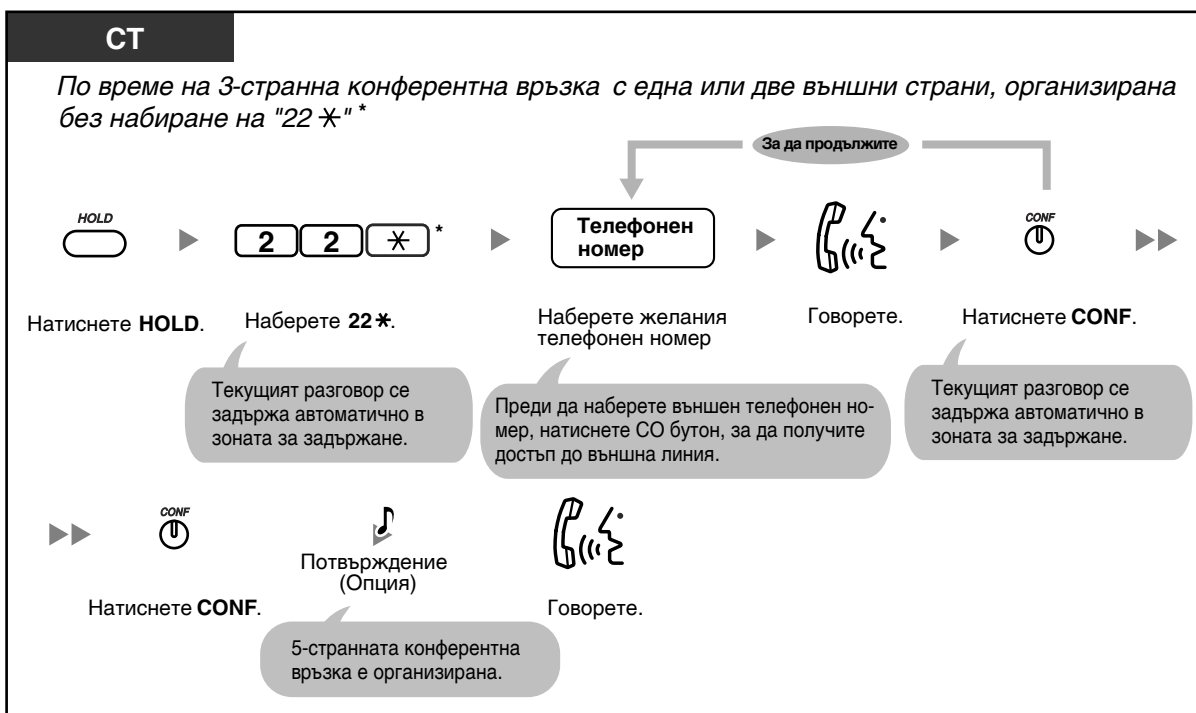 СТ
По време на 3-странна конферентна връзка с една или две външни страни, организирана
без набиране на "22 ✳" *
За да продължите
HOLD
2 2 ✳ *
Телефонен
номер
CONF
Натиснете HOLD.
Наберете 22✳.
Наберете желания
телефонен номер
Говорете.
Натиснете CONF.
Текущият разговор се
задържа автоматично в
зоната за задържане.
Преди да наберете външен телефонен но-
мер, натиснете CO бутон, за да получите
достъп до външна линия.
Текущият разговор се
задържа автоматично в
зоната за задържане.
CONF
Натиснете CONF.
Потвърждение
(Опция)
Говорете.
5-странната конферентна
връзка е организирана.